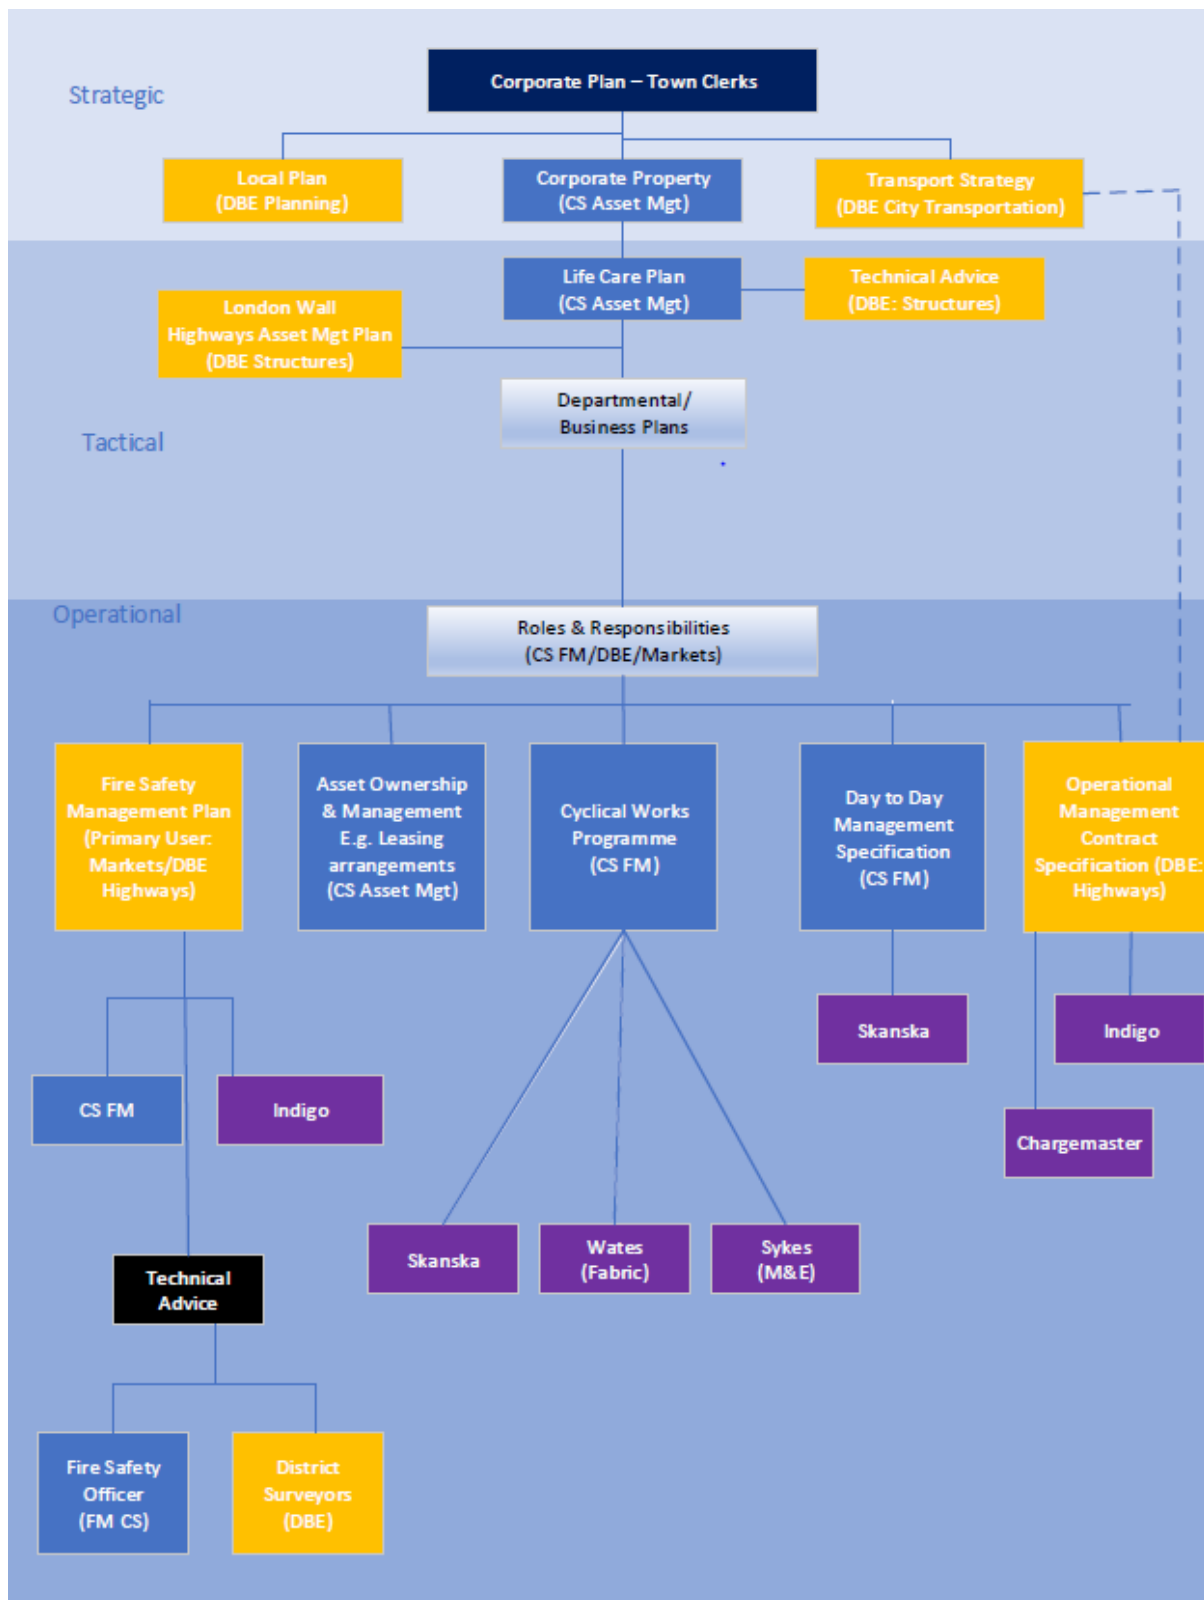 Corporate Plan – Town Clerks
Strategic
Local Plan
(DBE Planning)
Corporate Property
(CS Asset Mgt)
Transport Strategy
(DBE City Transportation)
Life Care Plan
(CS Asset Mgt)
Technical Advice
(DBE: Structures)
London Wall
Highways Asset Mgt Plan
(DBE Structures)
Departmental/
Business Plans
Tactical
Operational
Roles & Responsibilities
(CS FM/DBE/Markets)
Fire Safety
Management Plan
(Primary User:
Markets/DBE
Highways)
Asset Ownership
& Management
E.g. Leasing
arrangements
(CS Asset Mgt)
Cyclical Works
Programme
(CS FM)
Day to Day
Management
Specification
(CS FM)
Operational
Management
Contract
Specification (DBE:
Highways)
Skanska
Indigo
CS FM
Indigo
Chargemaster
Skanska
Wates
(Fabric)
Sykes
(M&E)
Technical
Advice
Fire Safety
Officer
(FM CS)
District
Surveyors
(DBE)